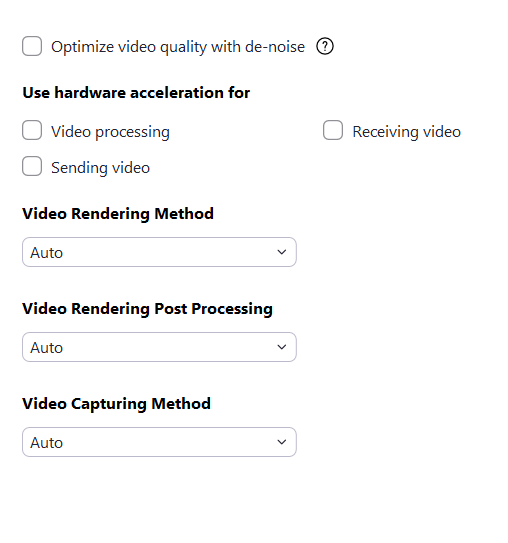 Optimize video quality with de-noise ?
Use hardware acceleration for
Video processing
Receiving video
Sending video
Video Rendering Method
Auto
Video Rendering Post Processing
Auto
Video Capturing Method
Auto